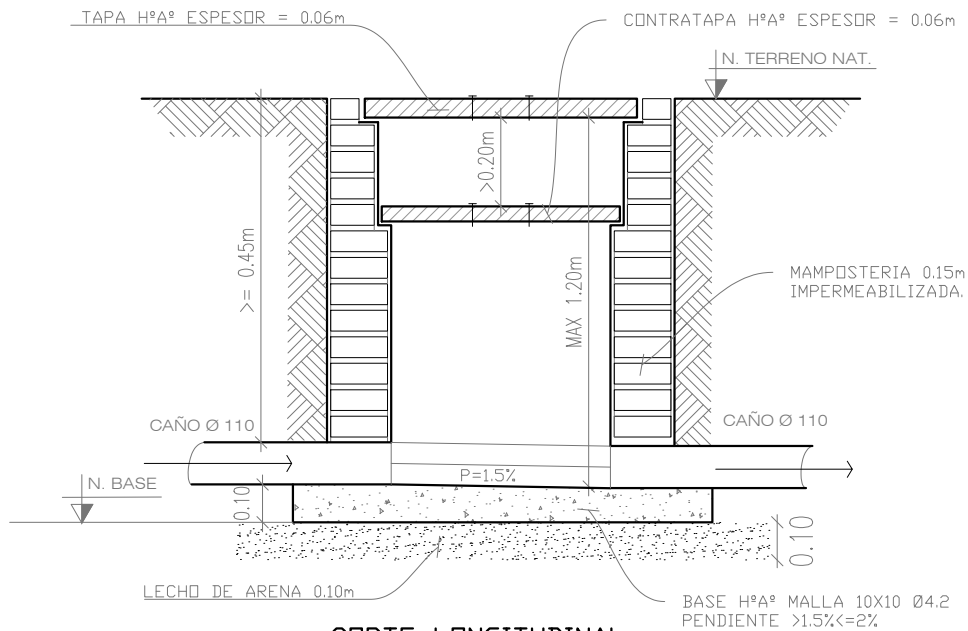 TAPA HºAº ESPESOR = 0.06m
CONTRATAPA HºAº ESPESOR = 0.06m
N. TERRENO NAT.
>0.20m
>= 0.45m
MAX 1.20m
MAMPOSTERIA 0.15m
IMPERMEABILIZADA.
CAÑO Ø 110
CAÑO Ø 110
P=1.5%
N. BASE
0.10
0.10
LECHO DE ARENA 0.10m
BASE HºAº MALLA 10X10 Ø4.2
PENDIENTE >1.5%<=2%
CORTE LONGITUDINAL